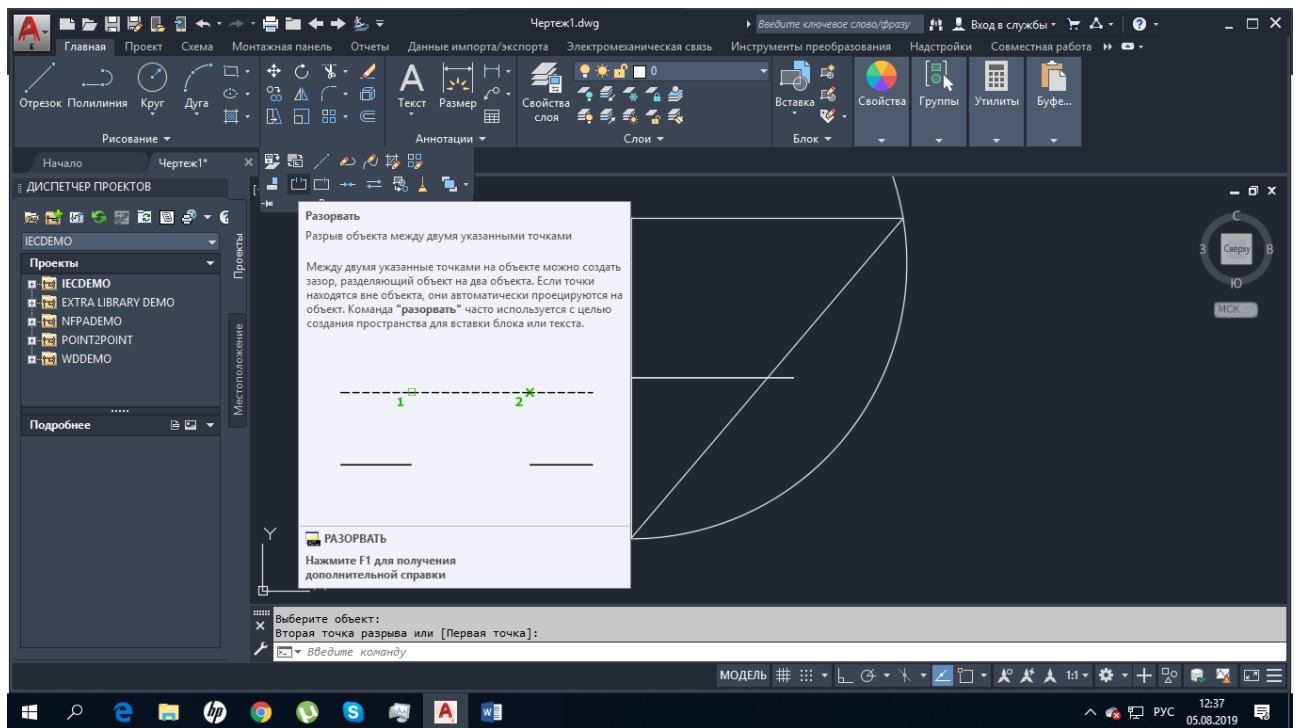 Чертеж1.dwg
Введите ключевое слово/фразу
Вход в службы
Главная Проект Схема Монтажная панель Отчеты Данные импорта/экспорта Электромеханическая связь Инструменты преобразования Надстройки Совместная работа
0
Отрезок Полилиния Круг Дуга
Текст Размер
Свойства
слоя
Вставка
Свойства Группы Утилиты Буфе...
Рисование
Аннотации
Слои
Блок
Начало
Чертеж1*
ДИСПЕТЧЕР ПРОЕКТОВ
IECDEMO
Проекты
IECDEMO
EXTRA LIBRARY DEMO
NFPADEMO
POINT2POINT
WDDEMO
Подробнее
Проекты
Местоположение
Разорвать
Разрыв объекта между двумя указанными точками
Между двумя указанные точками на объекте можно создать
зазор, разделяющий объект на два объекта. Если точки
находятся вне объекта, они автоматически проецируются на
объект. Команда "разорвать" часто используется с целью
создания пространства для вставки блока или текста.
1
2
РАЗОРВАТЬ
Нажмите F1 для получения
дополнительной справки
Y
С
З Сверху В
Ю
МСК
Выберите объект:
Вторая точка разрыва или [Первая точка]:
Введите команду
МОДЕЛЬ
1:1
РУС
12:37
05.08.2019